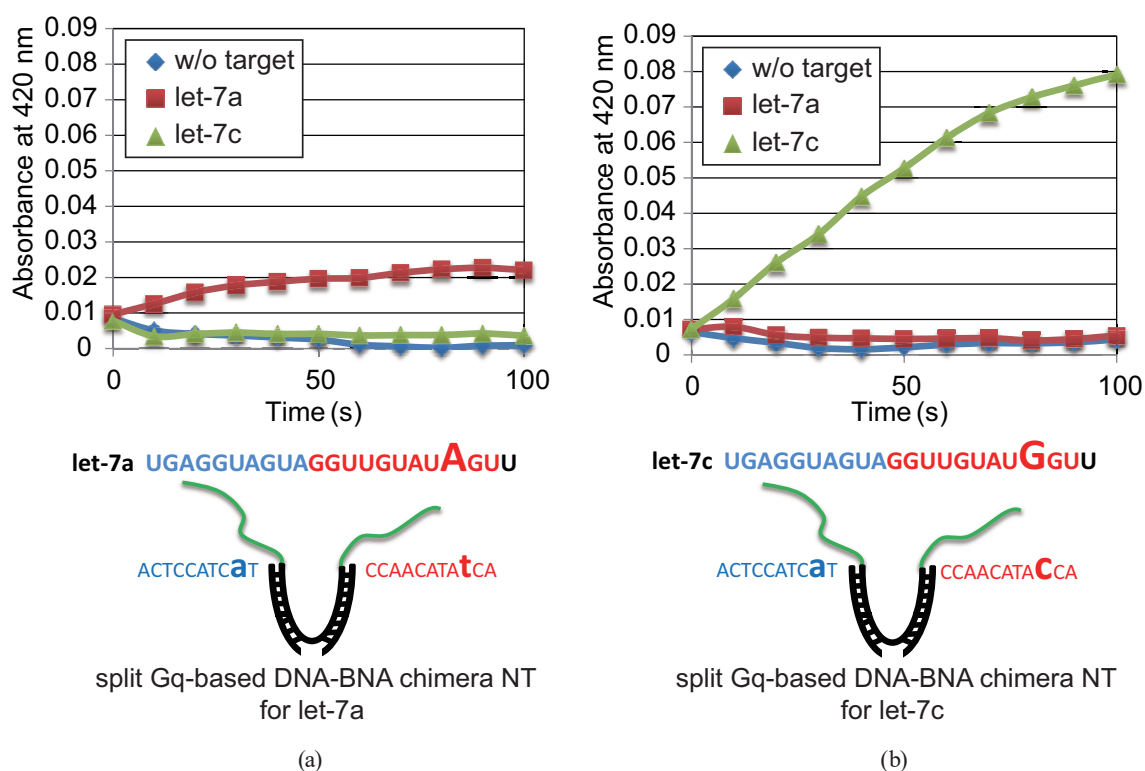 0.09
0.08
0.07
0.06
0.05
0.04
0.03
0.02
0.01
0
Absorbance at 420 nm
w/o target
let-7a
let-7c
0 50 100
Time (s)
let-7a UGAGGUAGUAGGUUGUAUAGUU
ACTCCATCaT CCAACATAtCA
split Gq-based DNA-BNA chimera NT
for let-7a
(a)
0.09
0.08
0.07
0.06
0.05
0.04
0.03
0.02
0.01
0
Absorbance at 420 nm
w/o target
let-7a
let-7c
0 50 100
Time (s)
let-7c UGAGGUAGUAGGUUGUAUGGUU
ACTCCATCaT CCAACATAcCA
split Gq-based DNA-BNA chimera NT
for let-7c
(b)